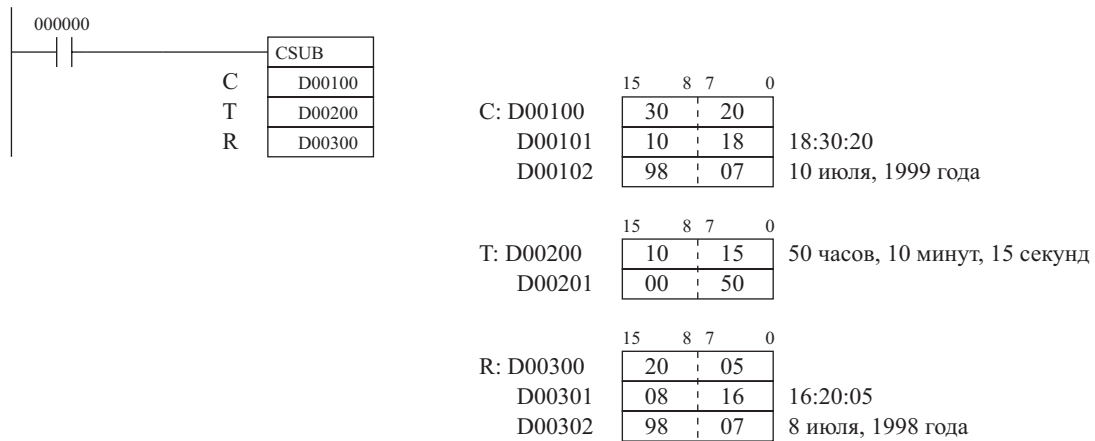 000000
CSUB
C D00100
T D00200
R D00300
15 8 7 0
C: D00100 30 20
D00101 10 18 18:30:20
D00102 98 07 10 июля, 1999 года
15 8 7 0
T: D00200 10 15 50 часов, 10 минут, 15 секунд
D00201 00 50
15 8 7 0
R: D00300 20 05
D00301 08 16 16:20:05
D00302 98 07 8 июля, 1998 года